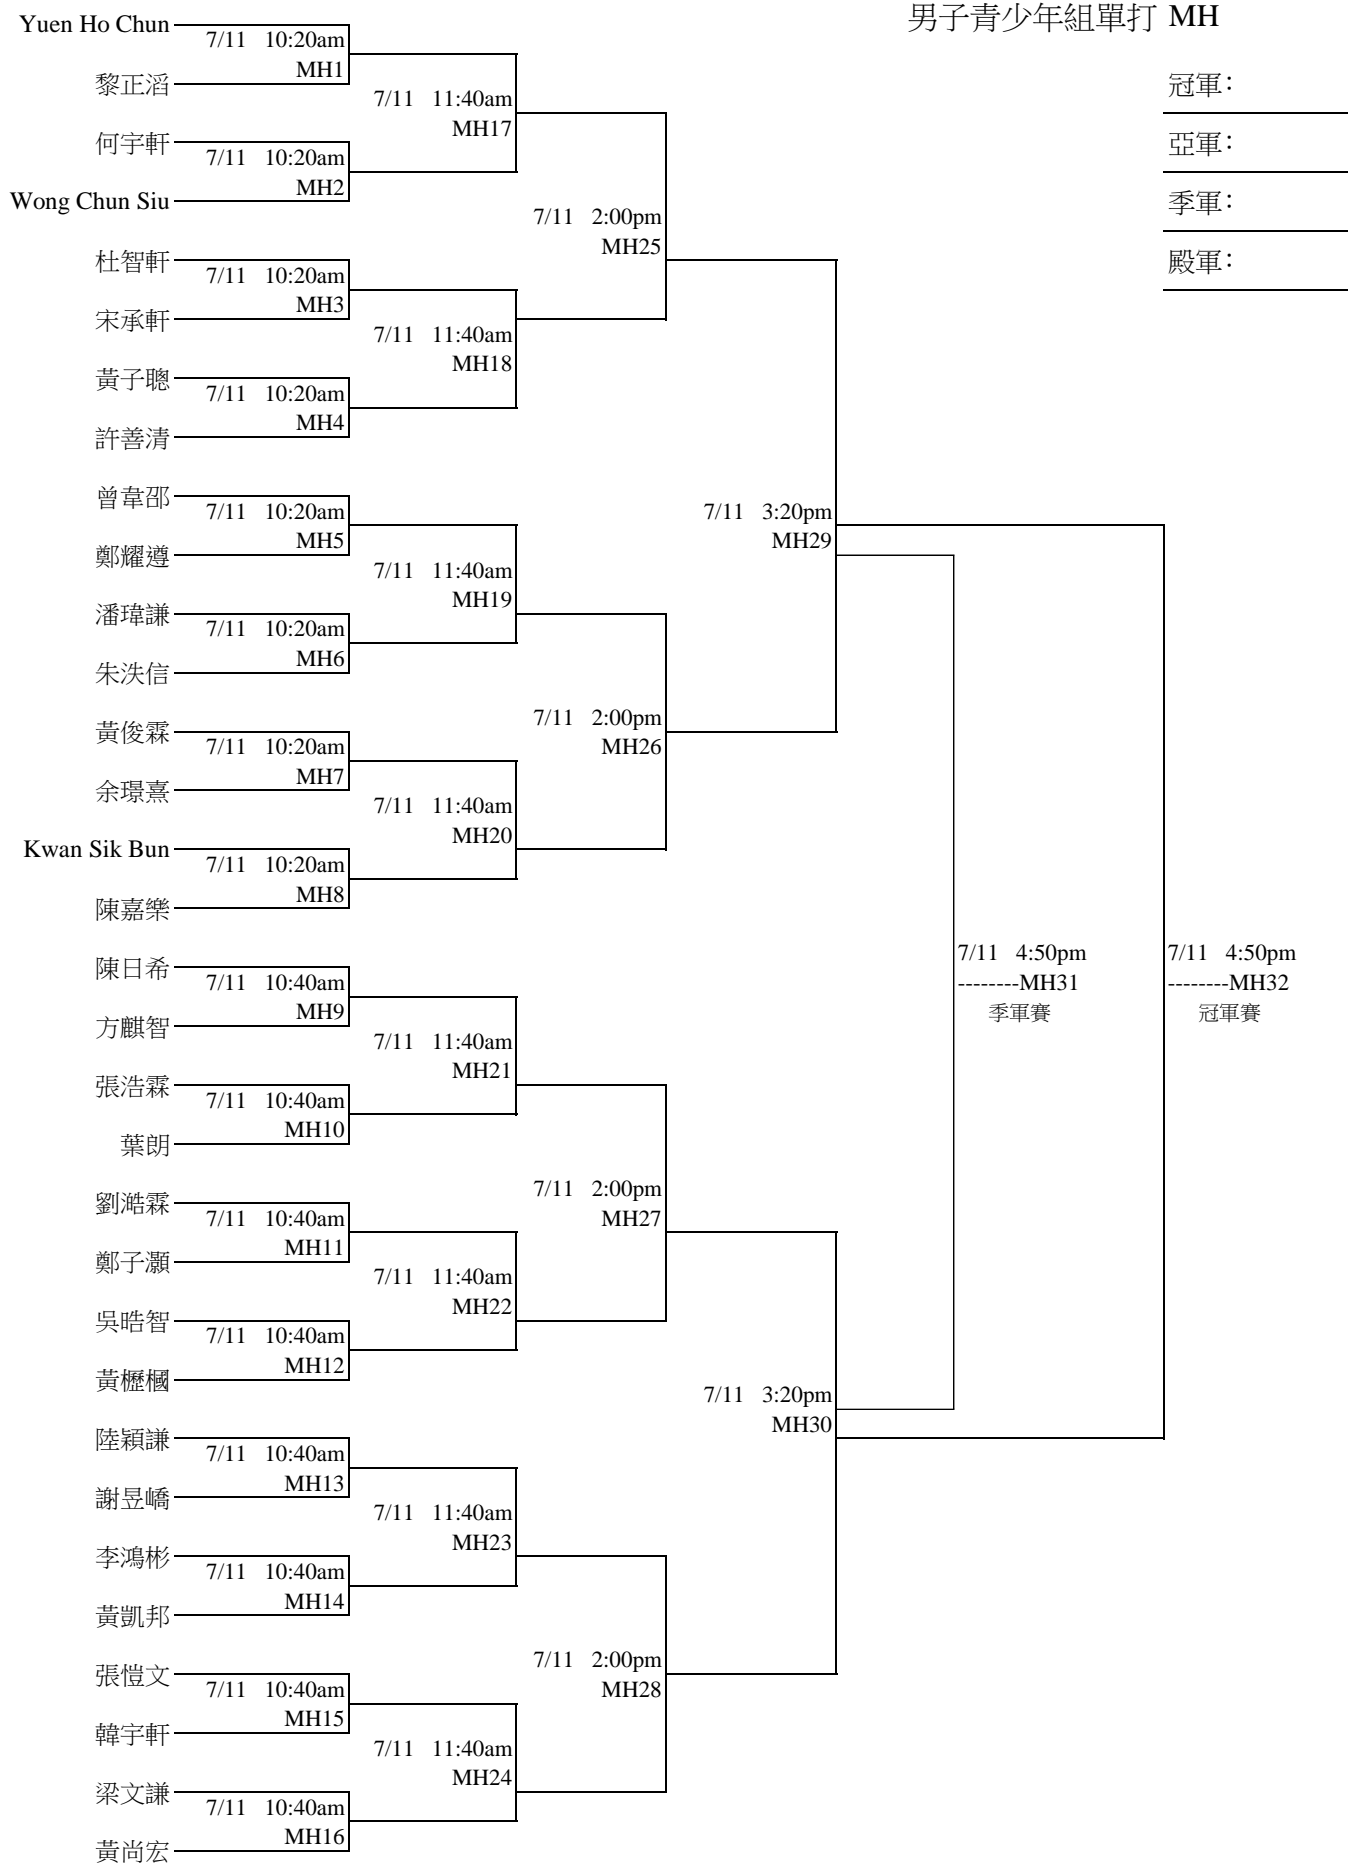 男子青少年組單打 MH
冠軍：
亞軍：
季軍：
殿軍：
Yuen Ho Chun
7/11 10:20am
MH1
黎正滔
7/11 11:40am
MH17
何宇軒
7/11 10:20am
MH2
Wong Chun Siu
7/11 2:00pm
MH25
杜智軒
7/11 10:20am
MH3
宋承軒
7/11 11:40am
MH18
黃子聰
7/11 10:20am
MH4
許善清
曾韋邵
7/11 10:20am
MH5
7/11 3:20pm
MH29
鄭耀遵
7/11 11:40am
MH19
潘瑋謙
7/11 10:20am
MH6
朱泆信
7/11 2:00pm
MH26
黃俊霖
7/11 10:20am
MH7
余璟熹
7/11 11:40am
MH20
Kwan Sik Bun
7/11 10:20am
MH8
陳嘉樂
7/11 4:50pm
--------MH31
季軍賽
7/11 4:50pm
--------MH32
冠軍賽
陳日希
7/11 10:40am
MH9
方麒智
7/11 11:40am
MH21
張浩霖
7/11 10:40am
MH10
葉朗
7/11 2:00pm
MH27
劉澔霖
7/11 10:40am
MH11
鄭子灝
7/11 11:40am
MH22
吳晧智
7/11 10:40am
MH12
黃櫪槶
7/11 3:20pm
MH30
陸穎謙
7/11 10:40am
MH13
謝昱嶠
7/11 11:40am
MH23
李鴻彬
7/11 10:40am
MH14
黃凱邦
7/11 2:00pm
MH28
張愷文
7/11 10:40am
MH15
韓宇軒
7/11 11:40am
MH24
梁文謙
7/11 10:40am
MH16
黃尚宏